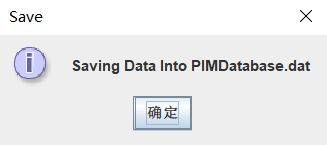 Save
Saving Data Into PIMDatabase.dat
确定